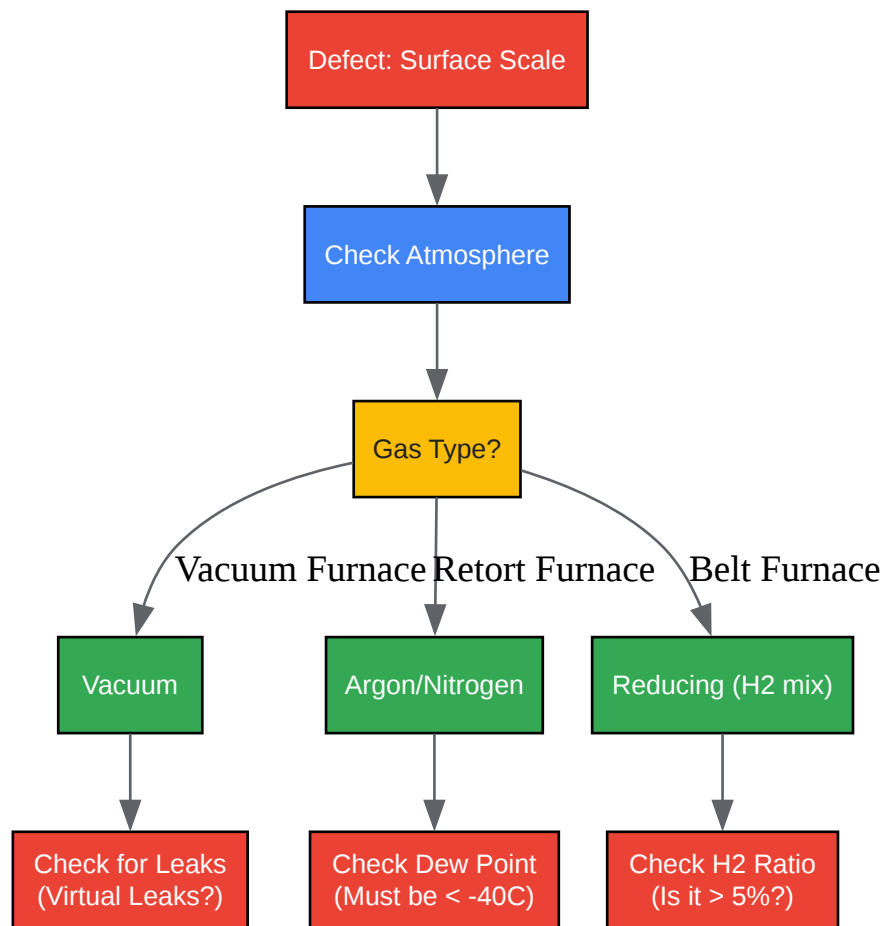 Defect: Surface Scale
Check Atmosphere
Gas Type?
Vacuum Furnace
Retort Furnace
Belt Furnace
Vacuum
Argon/Nitrogen
Reducing (H2 mix)
Check for Leaks
(Virtual Leaks?)
Check Dew Point
(Must be < -40C)
Check H2 Ratio
(Is it > 5%?)